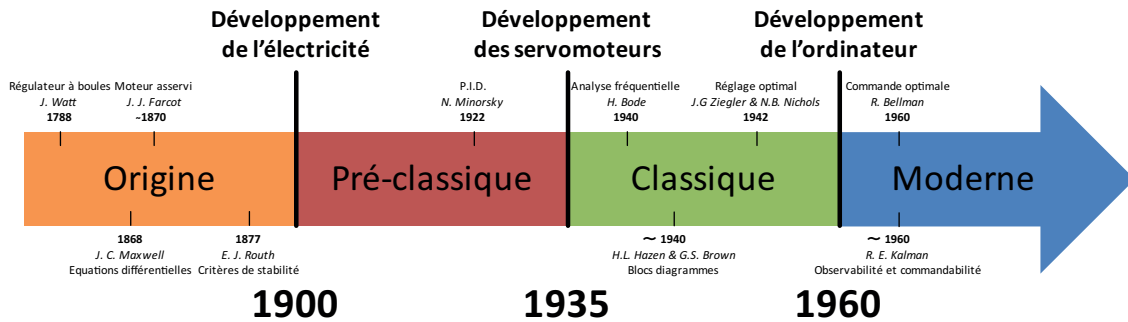 Développement
de l'électricité
Développement
des servomoteurs
Développement
de l'ordinateur
Régulateur à boules
J. Watt
1788
Moteur asservi
J. J. Farcot
~1870
P.I.D.
N. Minorsky
1922
Analyse fréquentielle
H. Bode
1940
Réglage optimal
J.G Ziegler & N.B. Nichols
1942
Commande optimale
R. Bellman
1960
Origine
Pré-classique
Classique
Moderne
1868
J. C. Maxwell
Equations différentielles
1877
E. J. Routh
Critères de stabilité
~ 1940
H.L. Hazen & G.S. Brown
Blocs diagrammes
~ 1960
R. E. Kalman
Observabilité et commandabilité
1900
1935
1960